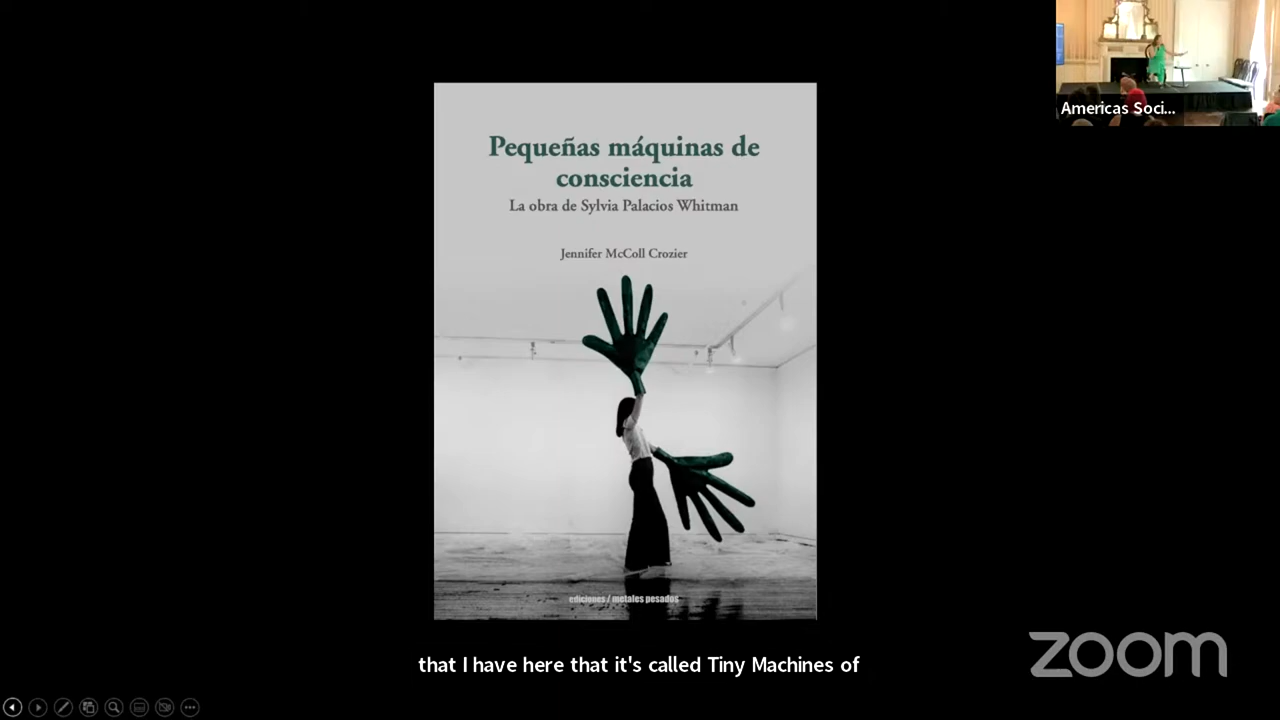 Pequeñas máquinas de
consciencia
La obra de Sylvia Palacios Whitman
Jennifer McColl Crozier
ediciones / metales pesados
that I have here that it's called Tiny Machines of
Americas Soci...
zoom